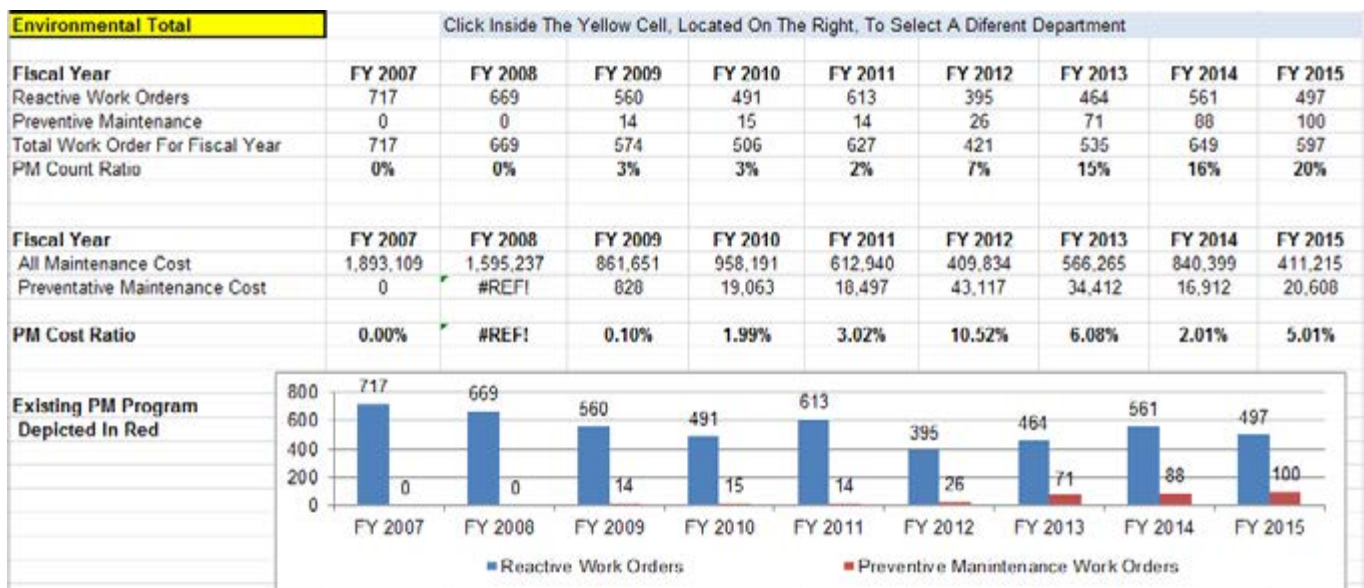 Environmental Total Click Inside The Yellow Cell, Located On The Right, To Select A Diferent Department
Fiscal Year FY 2007 FY 2008 FY 2009 FY 2010 FY 2011 FY 2012 FY 2013 FY 2014 FY 2015
Reactive Work Orders 717 669 560 491 613 395 464 561 497
Preventive Maintenance 0 0 14 15 14 26 71 88 100
Total Work Order For Fiscal Year 717 669 574 506 627 421 535 649 597
PM Count Ratio 0% 0% 3% 3% 2% 7% 15% 16% 20%
Fiscal Year FY 2007 FY 2008 FY 2009 FY 2010 FY 2011 FY 2012 FY 2013 FY 2014 FY 2015
All Maintenance Cost 1,893,109 1,595,237 861,651 958,191 612,940 409,834 566,265 840,399 411,215
Preventative Maintenance Cost 0 #REF! 828 19,063 18,497 43,117 34,412 16,912 20,608
PM Cost Ratio 0.00% #REF! 0.10% 1.99% 3.02% 10.52% 6.08% 2.01% 5.01%
Existing PM Program
Depicted In Red
800
600
400
200
0
717 669 560 491 613 395 464 561 497
0 0 14 15 14 26 71 88 100
FY 2007 FY 2008 FY 2009 FY 2010 FY 2011 FY 2012 FY 2013 FY 2014 FY 2015
Reactive Work Orders Preventive Manintenance Work Orders